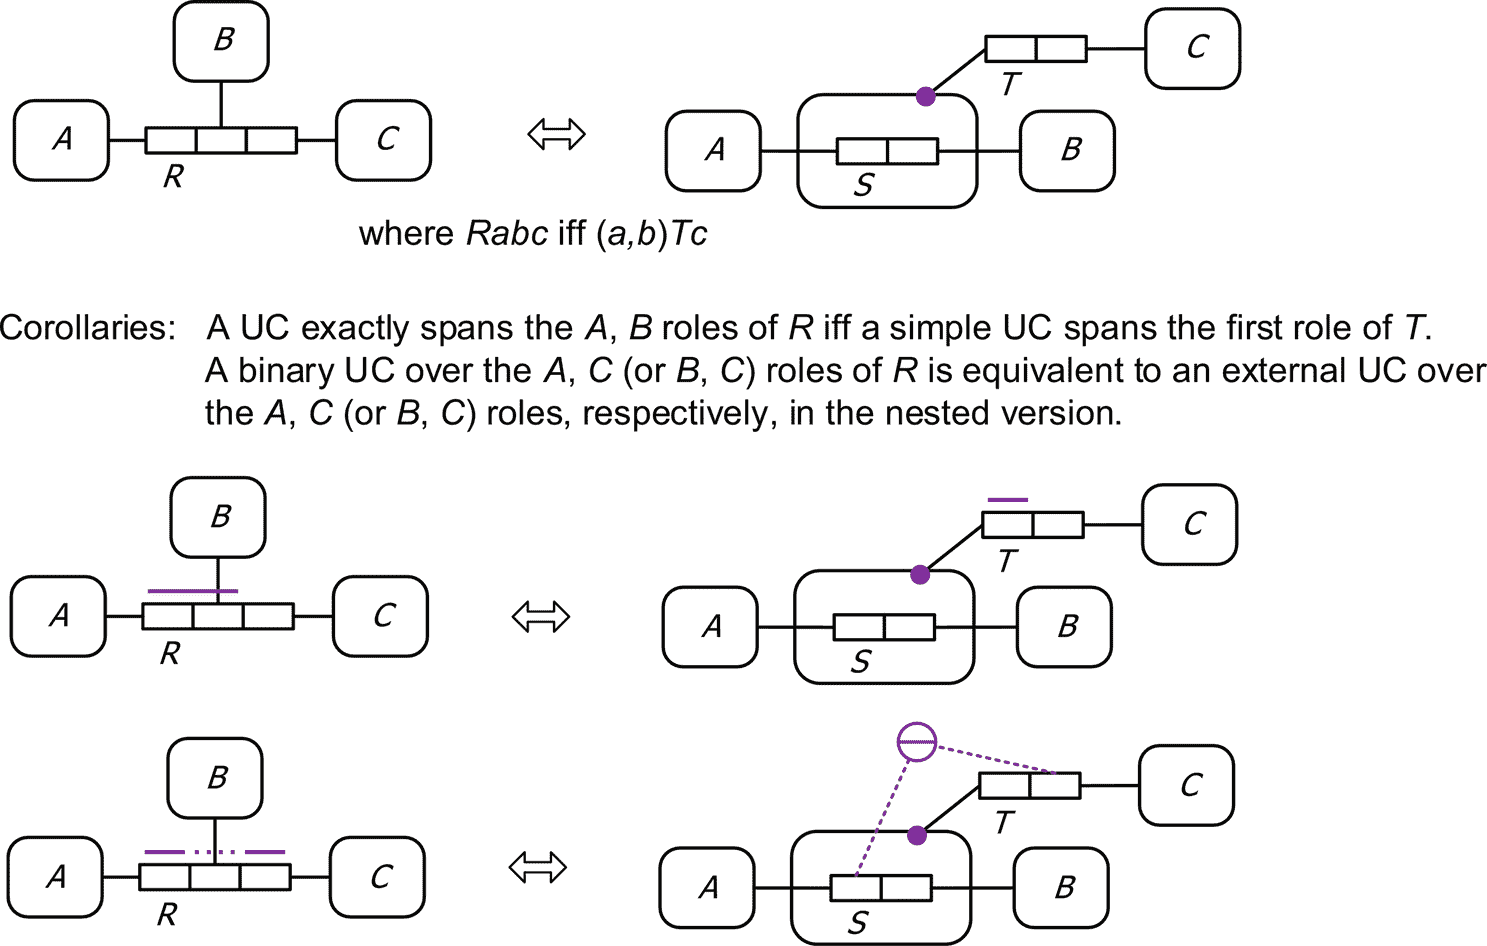 B
C
T
A
C
A
B
R
S
where Rabc iff (a,b)Tc
Corollaries: A UC exactly spans the A, B roles of R iff a simple UC spans the first role of T.
A binary UC over the A, C (or B, C) roles of R is equivalent to an external UC over
the A, C (or B, C) roles, respectively, in the nested version.
B
C
T
A
C
A
B
R
S
B
C
T
A
C
A
B
R
S